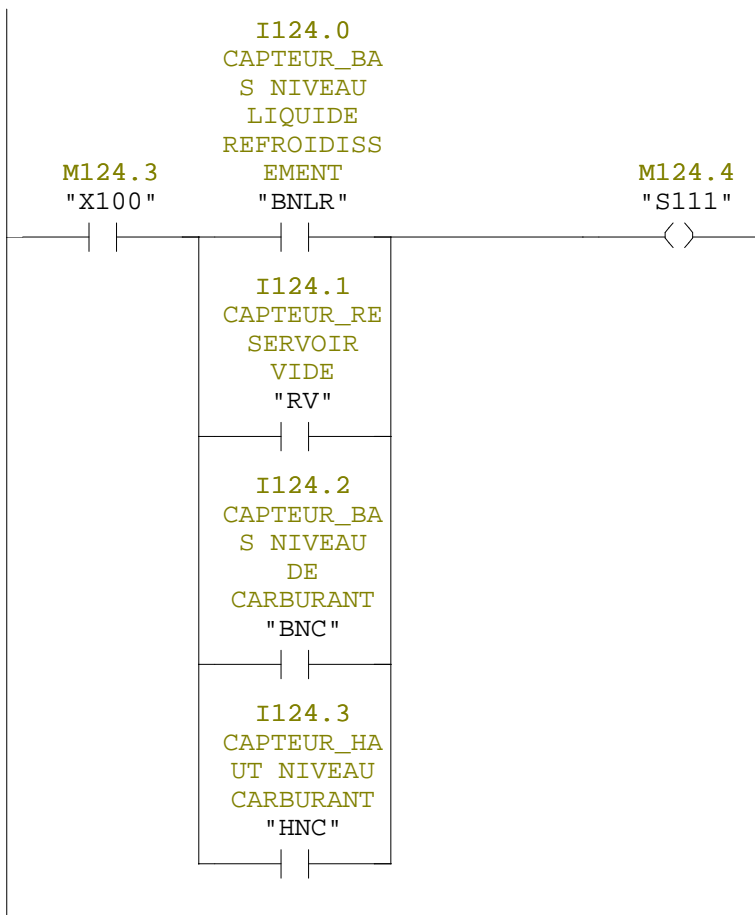 I124.0
CAPTEUR_BA
S NIVEAU
LIQUIDE
REFROIDISS
EMENT
"BNLR"
M124.3
"X100"
M124.4
"S111"
I124.1
CAPTEUR_RE
SERVOIR
VIDE
"RV"
I124.2
CAPTEUR_BA
S NIVEAU
DE
CARBURANT
"BNC"
I124.3
CAPTEUR_HA
UT NIVEAU
CARBURANT
"HNC"